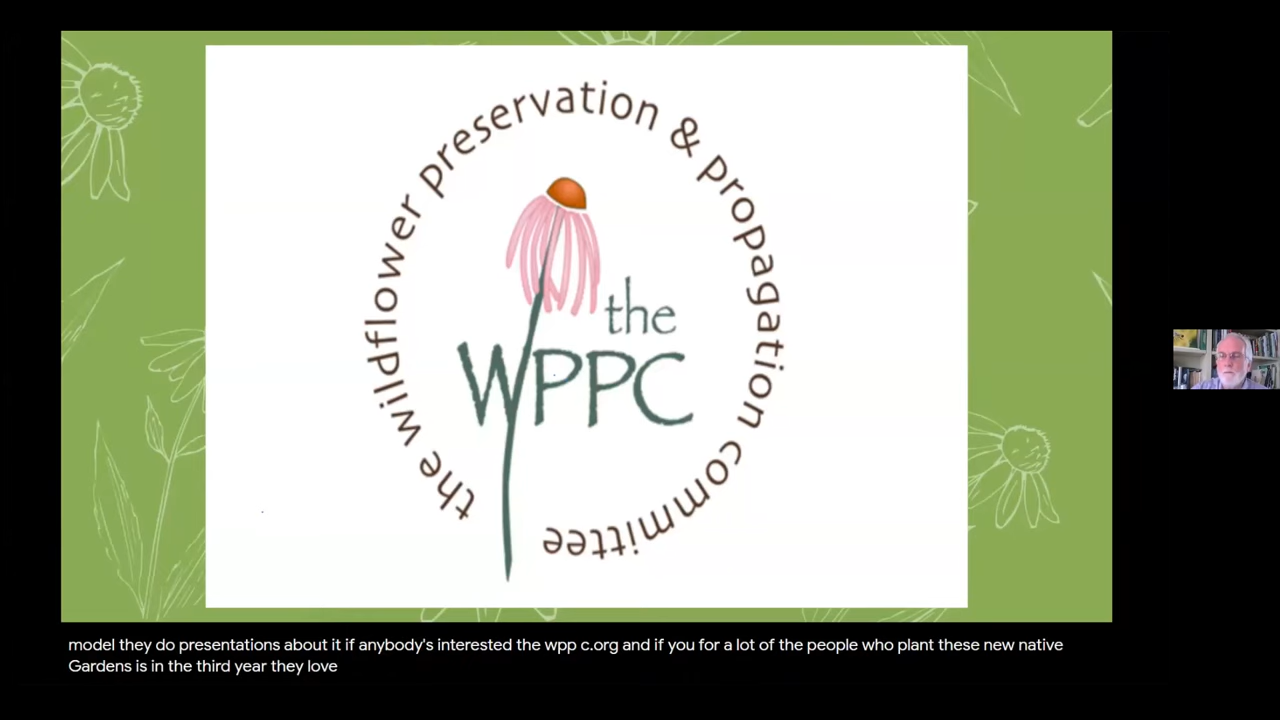 the wildflower preservation & propagation committee
the
WPPC
model they do presentations about it if anybody's interested the wpp c.org and if you for a lot of the people who plant these new native
Gardens is in the third year they love